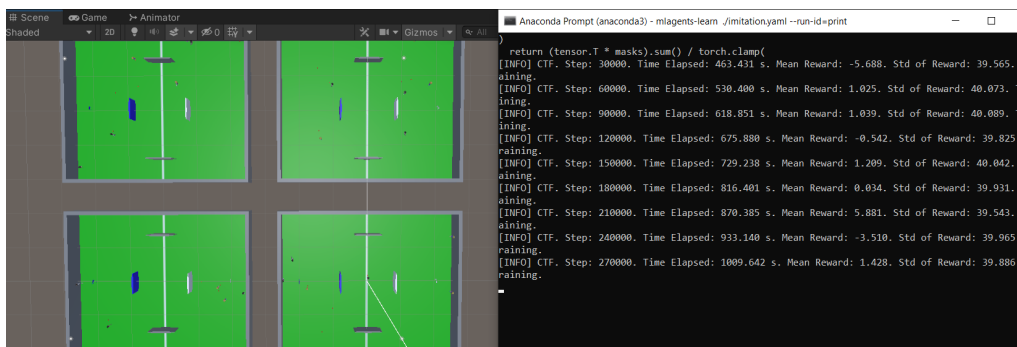 Scene Game Animator
Shaded 2D 0 Gizmos All
Anaconda Prompt (anaconda3) - mlagents-learn ./imitation.yaml --run-id=print
)
return (tensor.T * masks).sum() / torch.clamp(
[INFO] CTF. Step: 30000. Time Elapsed: 463.431 s. Mean Reward: -5.688. Std of Reward: 39.565.
aining.
[INFO] CTF. Step: 60000. Time Elapsed: 530.400 s. Mean Reward: 1.025. Std of Reward: 40.073. T
ining.
[INFO] CTF. Step: 90000. Time Elapsed: 618.851 s. Mean Reward: 1.039. Std of Reward: 40.089. T
ining.
[INFO] CTF. Step: 120000. Time Elapsed: 675.880 s. Mean Reward: -0.542. Std of Reward: 39.825
raining.
[INFO] CTF. Step: 150000. Time Elapsed: 729.238 s. Mean Reward: 1.209. Std of Reward: 40.042.
aining.
[INFO] CTF. Step: 180000. Time Elapsed: 816.401 s. Mean Reward: 0.034. Std of Reward: 39.931.
aining.
[INFO] CTF. Step: 210000. Time Elapsed: 870.385 s. Mean Reward: 5.881. Std of Reward: 39.543.
aining.
[INFO] CTF. Step: 240000. Time Elapsed: 933.140 s. Mean Reward: -3.510. Std of Reward: 39.965
raining.
[INFO] CTF. Step: 270000. Time Elapsed: 1009.642 s. Mean Reward: 1.428. Std of Reward: 39.886
raining.